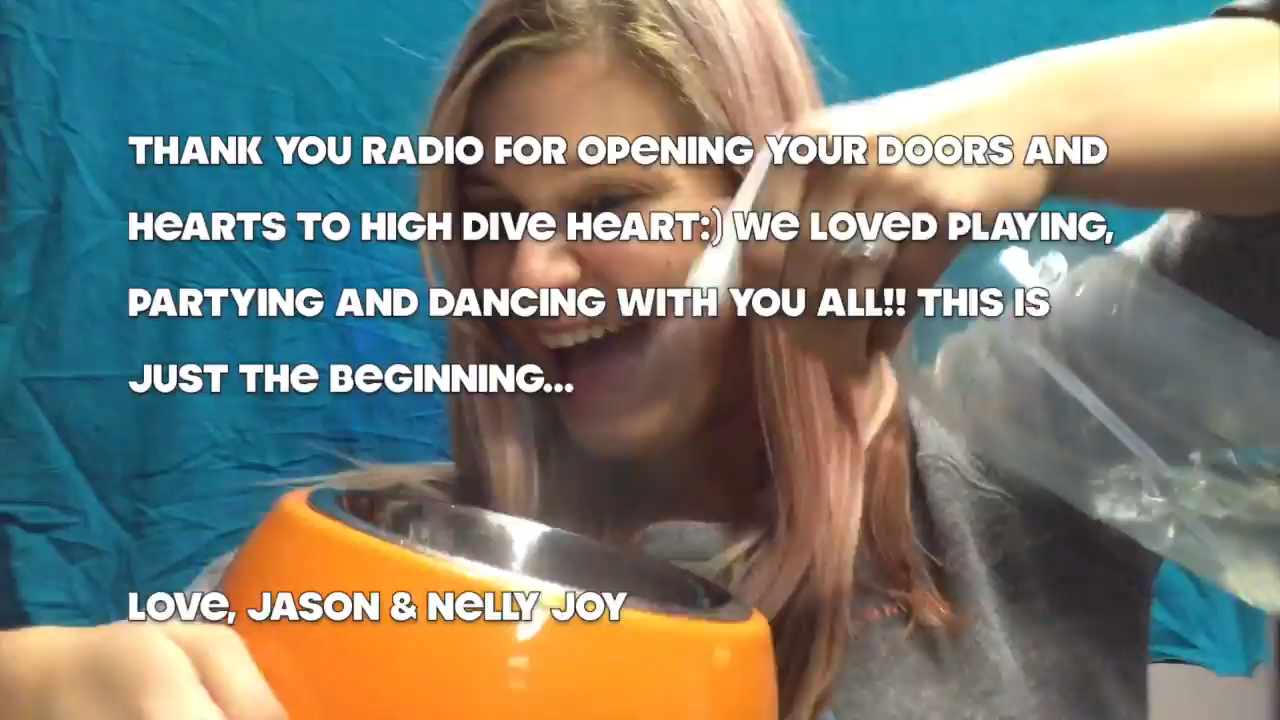 THANK YOU RADIO FOR OPENING YOUR DOORS AND
HEARTS TO HIGH DIVE HEART:) WE LOVED PLAYING,
PARTYING AND DANCING WITH YOU ALL!! THIS IS
JUST THE BEGINNING...
LOVE, JASON & NELLY JOY